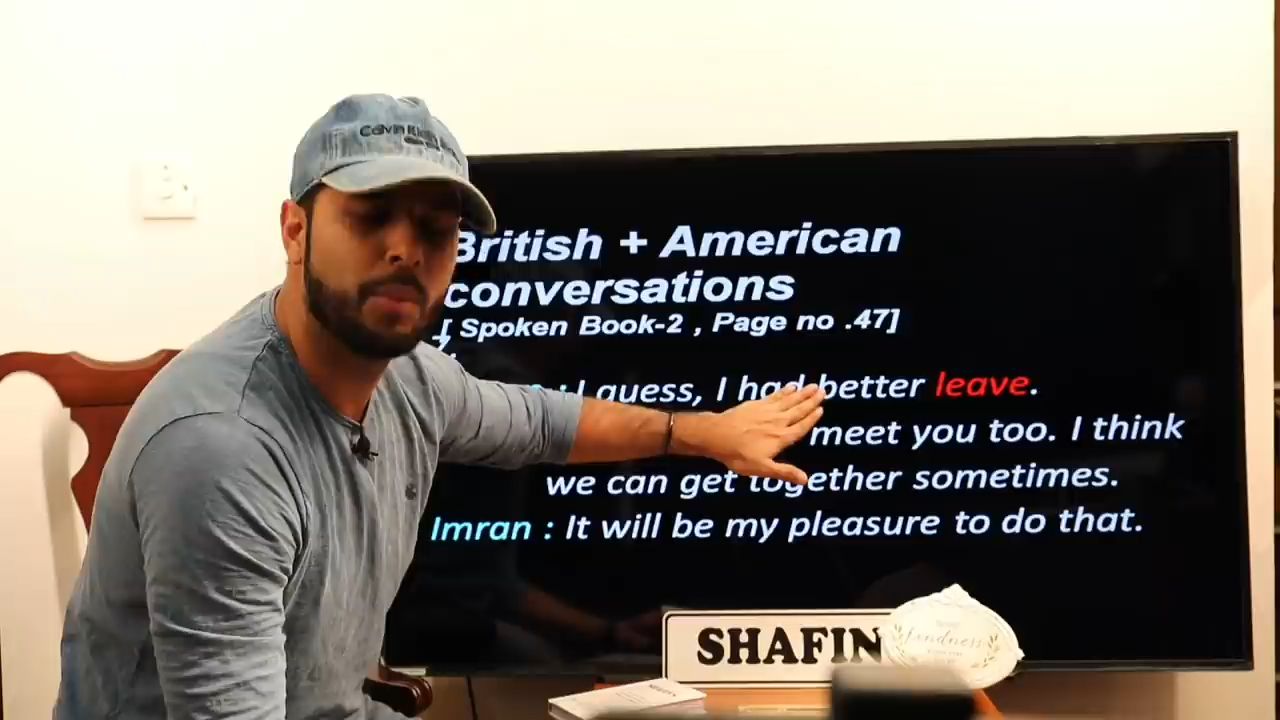 Calvin Klein
British + American
conversations
[ Spoken Book-2 , Page no .47]
: I guess, I had better leave.
meet you too. I think
we can get together sometimes.
Imran : It will be my pleasure to do that.
SHAFIN
kindness